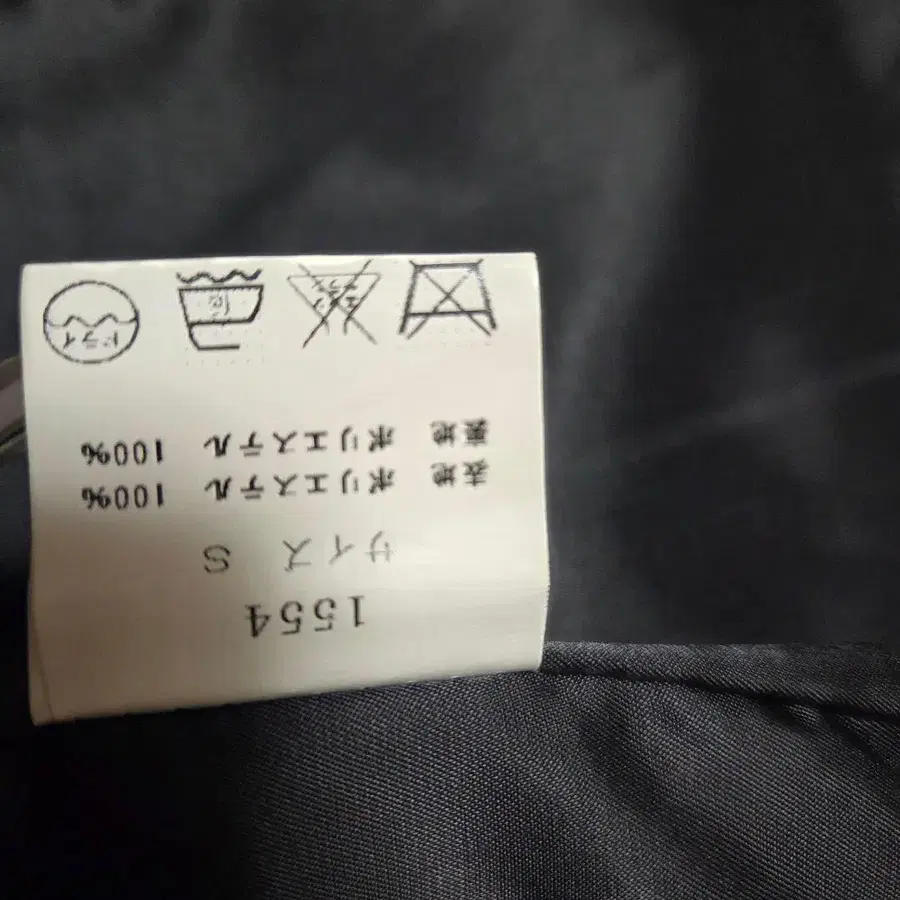 1554
サイズ S
表地 ポリエステル 100%
裏地 ポリエステル 100%
低 ドライ